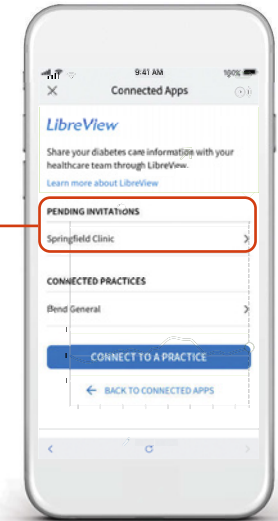 9:41 AM
Connected Apps
LibreView
Share your diabetes care information with your
healthcare team through LibreView.
Learn more about LibreView
PENDING INVITATIONS
Springfield Clinic
CONNECTED PRACTICES
Bend General
CONNECT TO A PRACTICE
BACK TO CONNECTED APPS